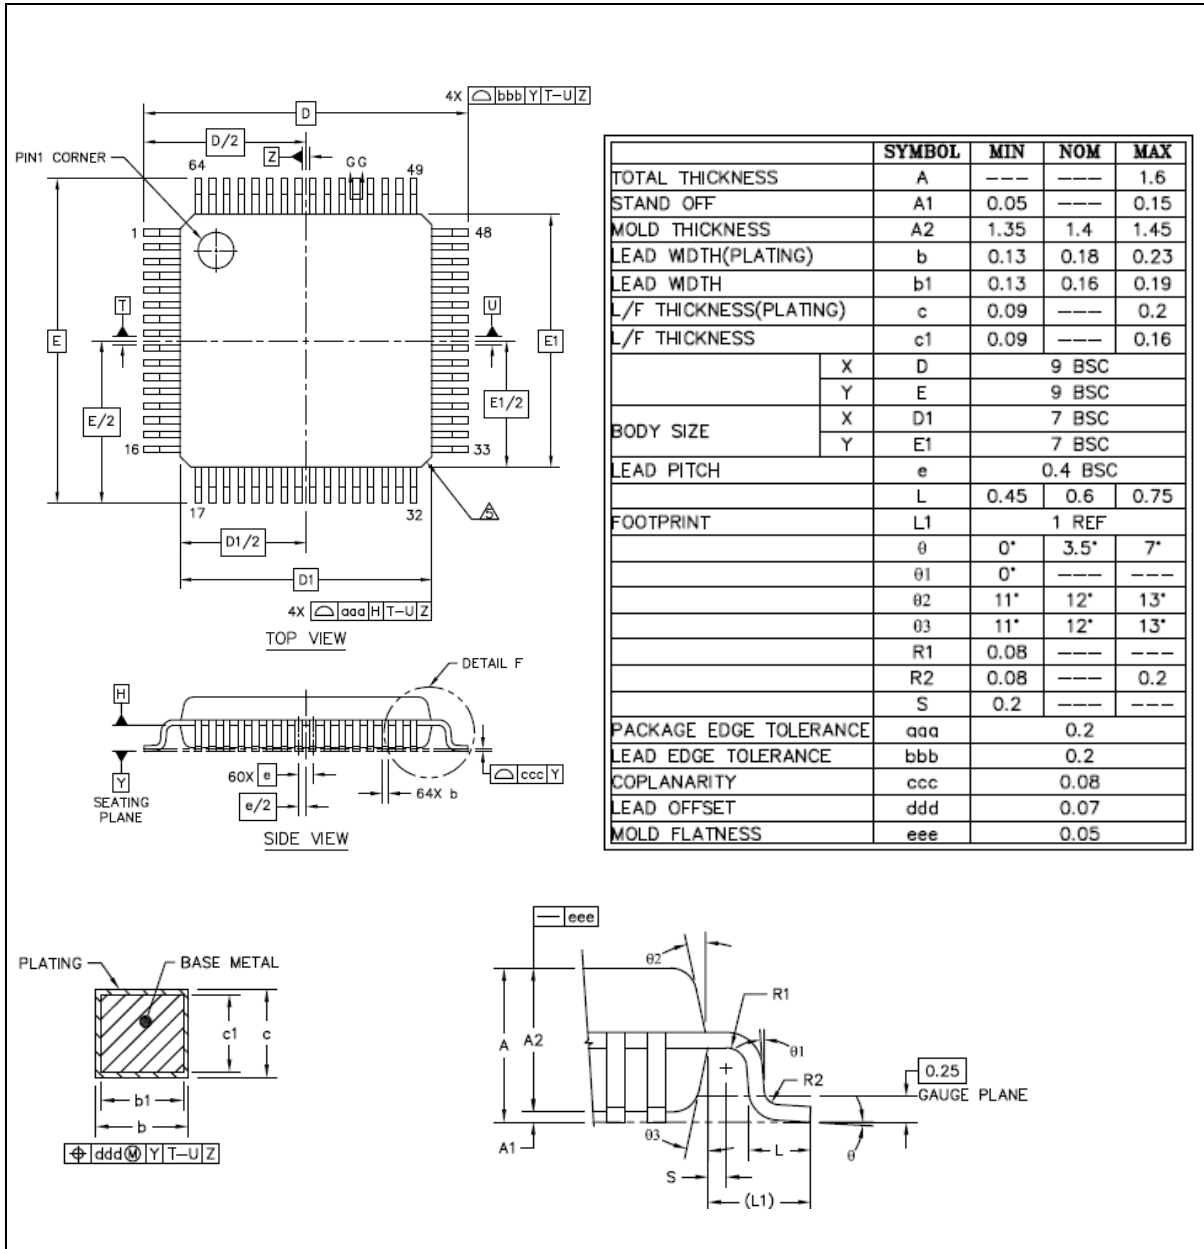 4X bbb Y T-U Z
D
D/2
PIN1 CORNER
Z
G G
64
49
1
48
T
U
E
E1
E/2
E1/2
16
33
17
32
5
D1/2
D1
4X aaa H T-U Z
TOP VIEW
DETAIL F
H
Y
SEATING
PLANE
60X e
e/2
64X b
ccc Y
SIDE VIEW
SYMBOL MIN NOM MAX
TOTAL THICKNESS A --- --- 1.6
STAND OFF A1 0.05 --- 0.15
MOLD THICKNESS A2 1.35 1.4 1.45
LEAD WIDTH(PLATING) b 0.13 0.18 0.23
LEAD WIDTH b1 0.13 0.16 0.19
L/F THICKNESS(PLATING) c 0.09 --- 0.2
L/F THICKNESS c1 0.09 --- 0.16
X D 9 BSC
Y E 9 BSC
BODY SIZE X D1 7 BSC
Y E1 7 BSC
LEAD PITCH e 0.4 BSC
L 0.45 0.6 0.75
FOOTPRINT L1 1 REF
θ 0° 3.5° 7°
θ1 0° --- ---
θ2 11° 12° 13°
θ3 11° 12° 13°
R1 0.08 --- ---
R2 0.08 --- 0.2
S 0.2 --- ---
PACKAGE EDGE TOLERANCE aaa 0.2
LEAD EDGE TOLERANCE bbb 0.2
COPLANARITY ccc 0.08
LEAD OFFSET ddd 0.07
MOLD FLATNESS eee 0.05
PLATING
BASE METAL
c1
c
b1
b
ddd Ⓜ Y T-U Z
eee
θ2
R1
A
A2
θ1
R2
0.25
GAUGE PLANE
A1
θ3
L
θ
S
(L1)